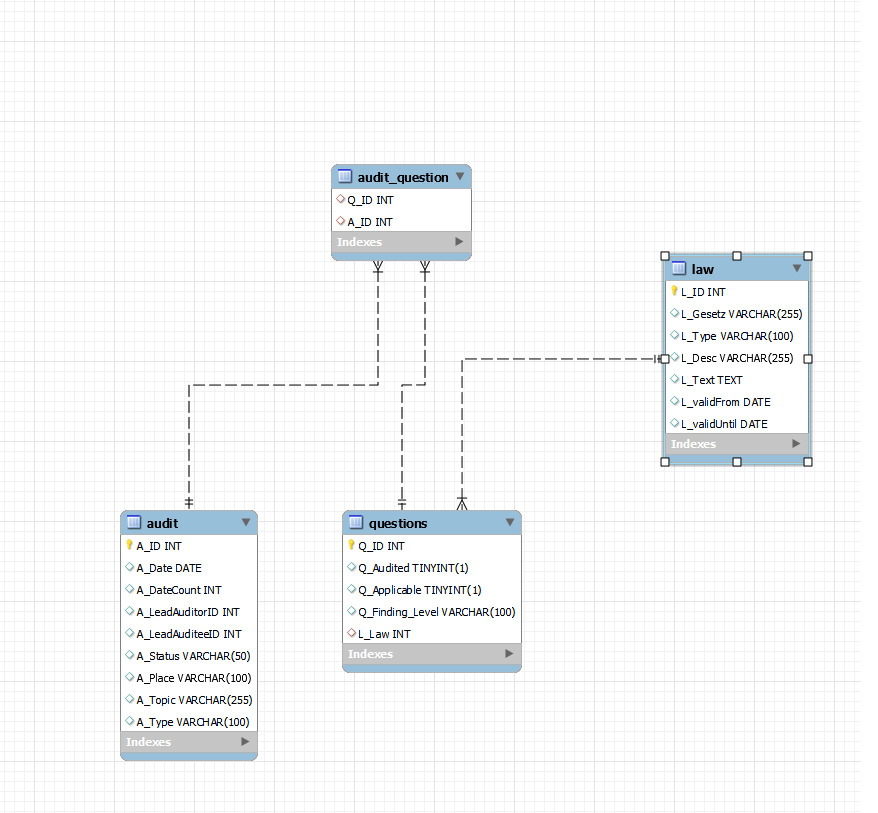 audit_question
Q_ID INT
A_ID INT
Indexes
law
L_ID INT
L_Gesetz VARCHAR(255)
L_Type VARCHAR(100)
L_Desc VARCHAR(255)
L_Text TEXT
L_validFrom DATE
L_validUntil DATE
Indexes
audit
A_ID INT
A_Date DATE
A_DateCount INT
A_LeadAuditorID INT
A_LeadAuditeeID INT
A_Status VARCHAR(50)
A_Place VARCHAR(100)
A_Topic VARCHAR(255)
A_Type VARCHAR(100)
Indexes
questions
Q_ID INT
Q_Audited TINYINT(1)
Q_Applicable TINYINT(1)
Q_Finding_Level VARCHAR(100)
L_Law INT
Indexes